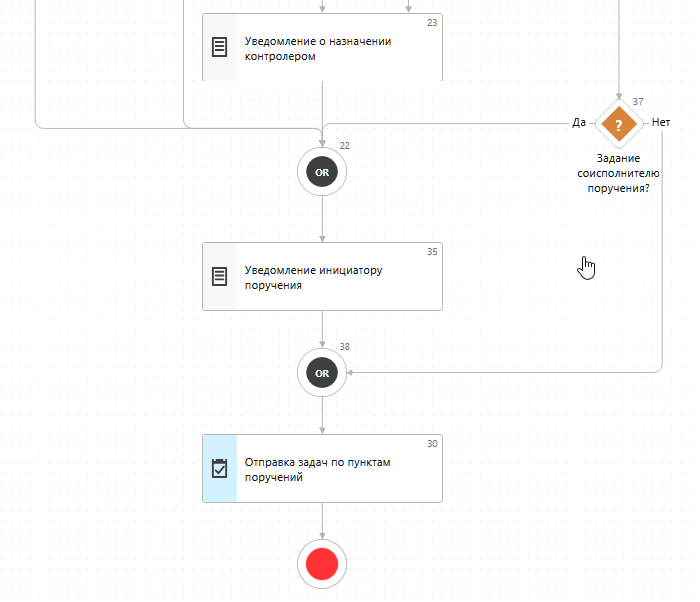 23
Уведомление о назначении
контролером
37
Да
?
Нет
Задание
соисполнителю
поручения?
22
OR
35
Уведомление инициатору
поручения
38
OR
30
Отправка задач по пунктам
поручений